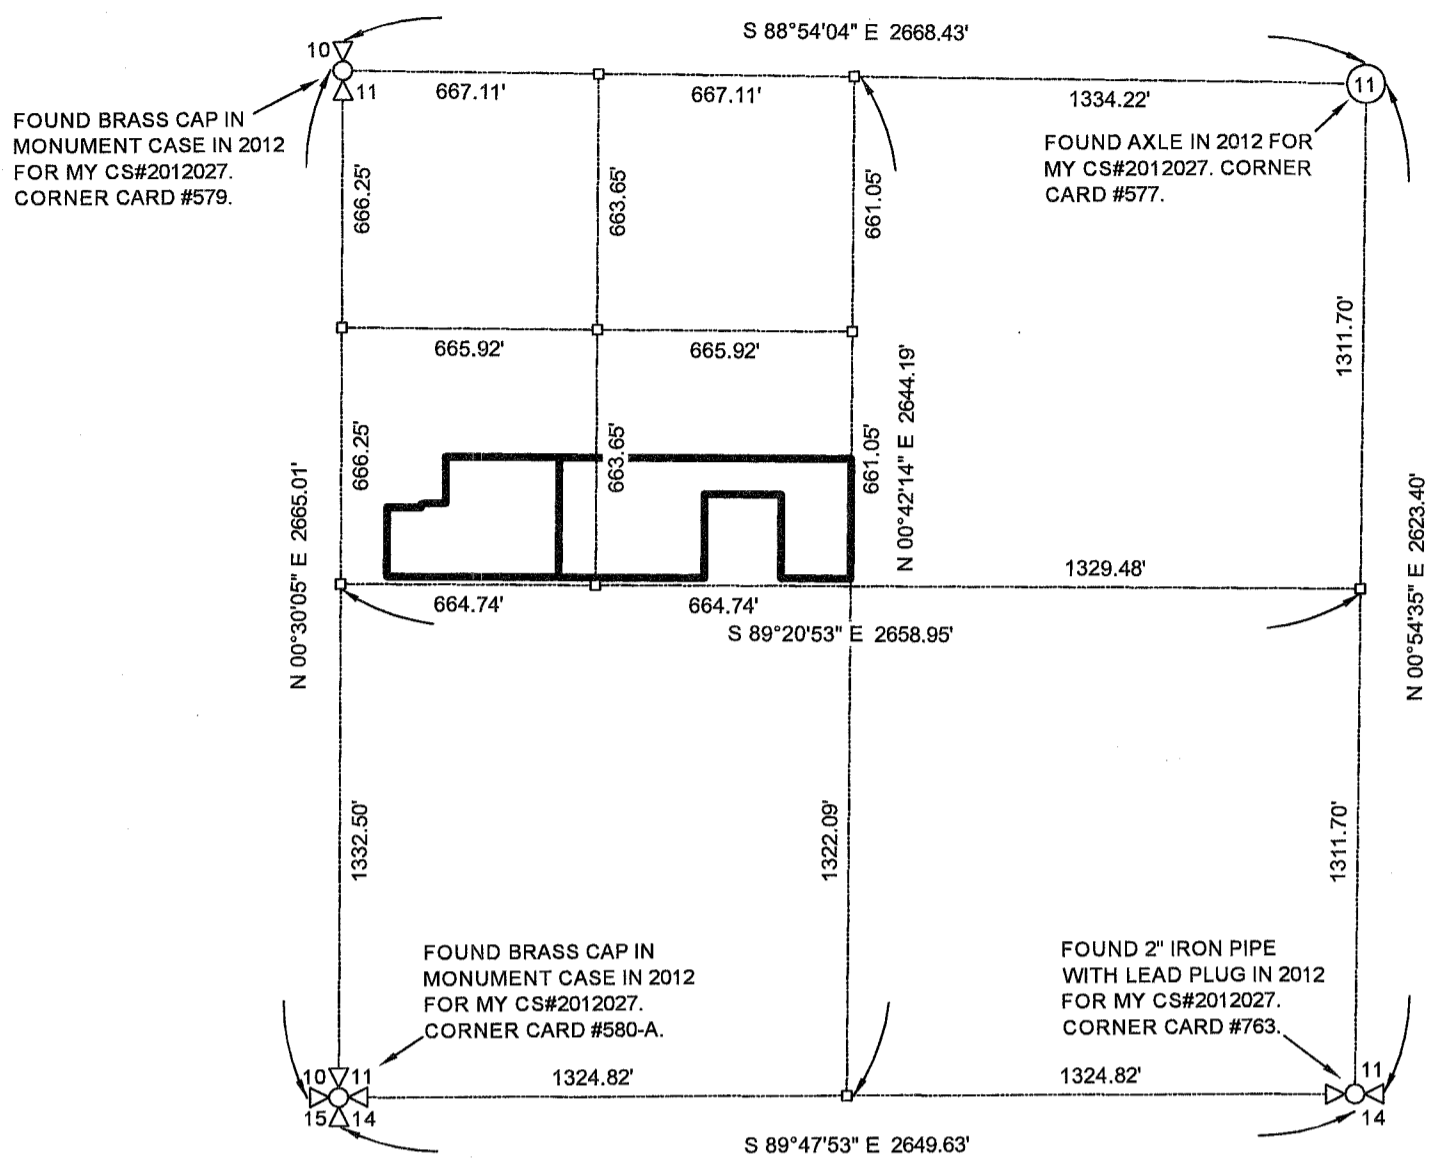 S 88°54'04" E 2668.43'
10
11
667.11'
667.11'
1334.22'
11
FOUND BRASS CAP IN
MONUMENT CASE IN 2012
FOR MY CS#2012027.
CORNER CARD #579.
FOUND AXLE IN 2012 FOR
MY CS#2012027. CORNER
CARD #577.
666.25'
663.65'
661.05'
1311.70'
665.92'
665.92'
N 00°42'14" E 2644.19'
666.25'
663.65'
661.05'
N 00°30'05" E 2665.01'
N 00°54'35" E 2623.40'
1329.48'
664.74'
664.74'
S 89°20'53" E 2658.95'
1332.50'
1322.09'
1311.70'
FOUND BRASS CAP IN
MONUMENT CASE IN 2012
FOR MY CS#2012027.
CORNER CARD #580-A.
FOUND 2" IRON PIPE
WITH LEAD PLUG IN 2012
FOR MY CS#2012027.
CORNER CARD #763.
10 11
15 14
1324.82'
1324.82'
11
14
S 89°47'53" E 2649.63'